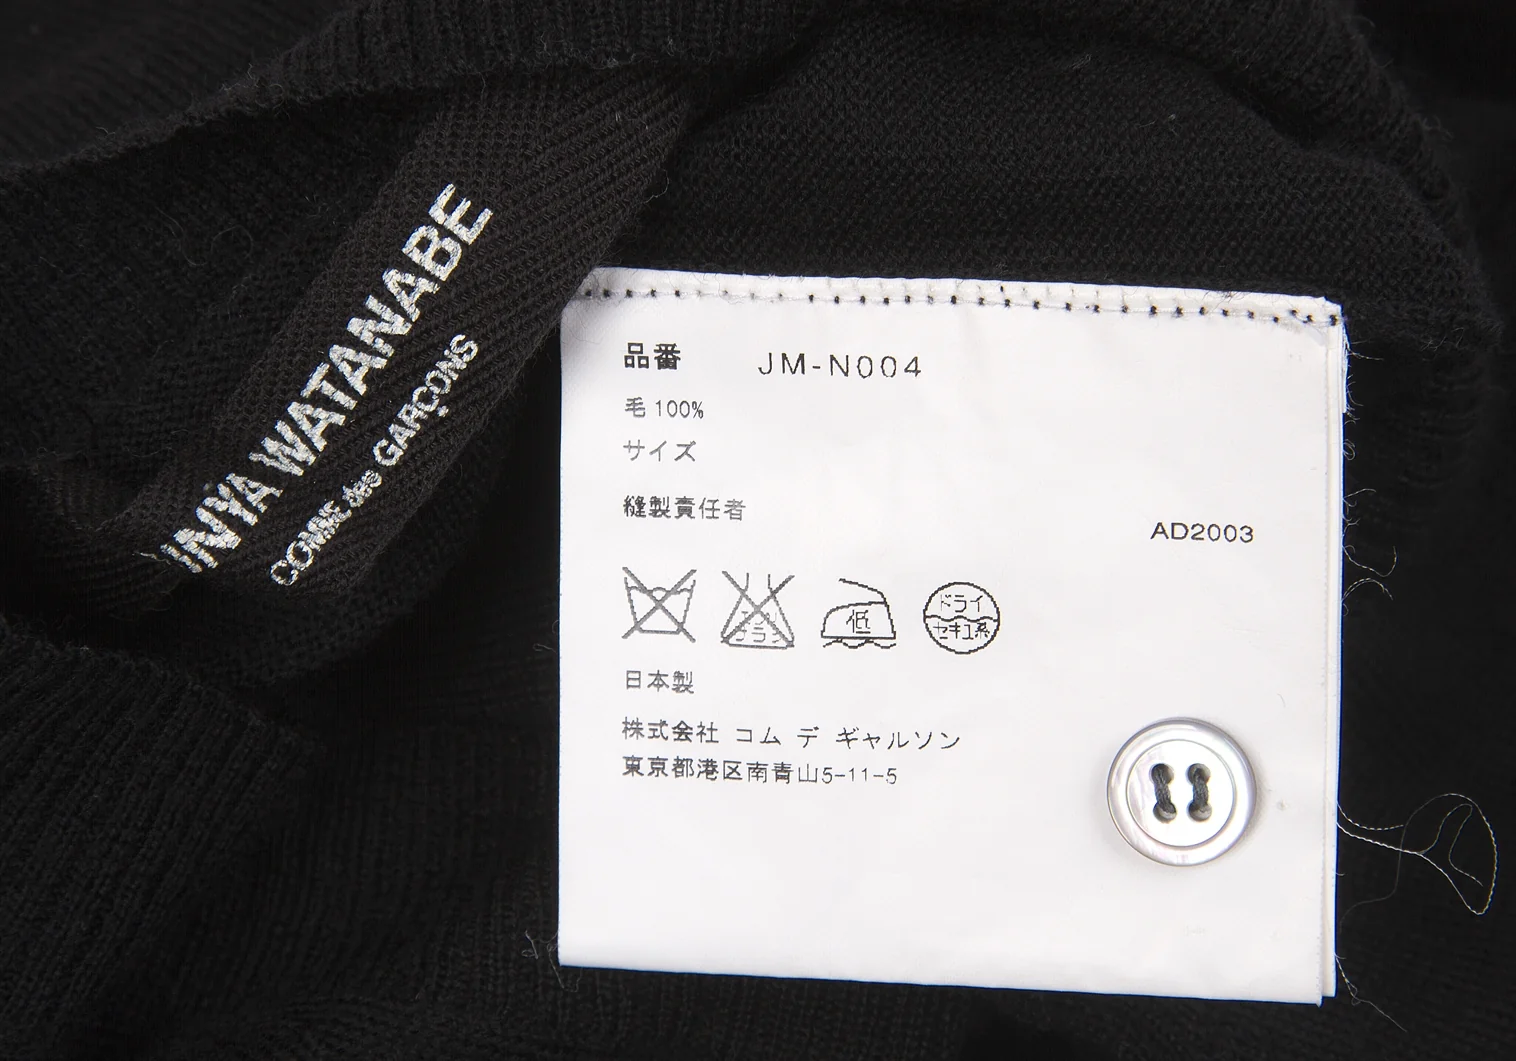 INYA WATANABE
COMME des GARÇONS
品番 JM-N004
毛 100%
サイズ
縫製責任者
AD2003
低
ドライ
セキユ系
日本製
株式会社 コム デ ギャルソン
東京都港区南青山5-11-5